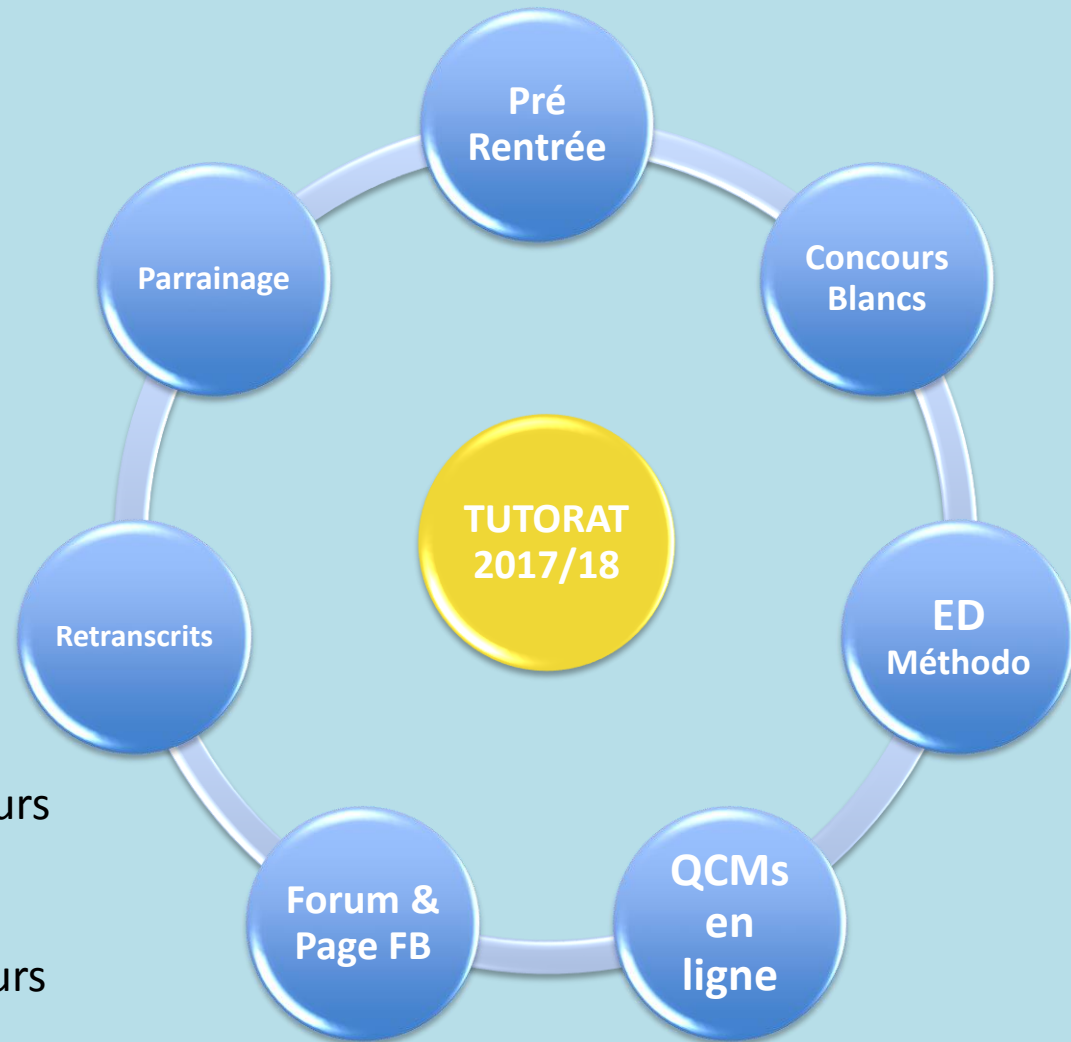 Pré
Rentrée
Concours
Blancs
ED
Méthodo
QCMs
en
ligne
Forum &
Page FB
Retranscrits
Parrainage
TUTORAT
2017/18